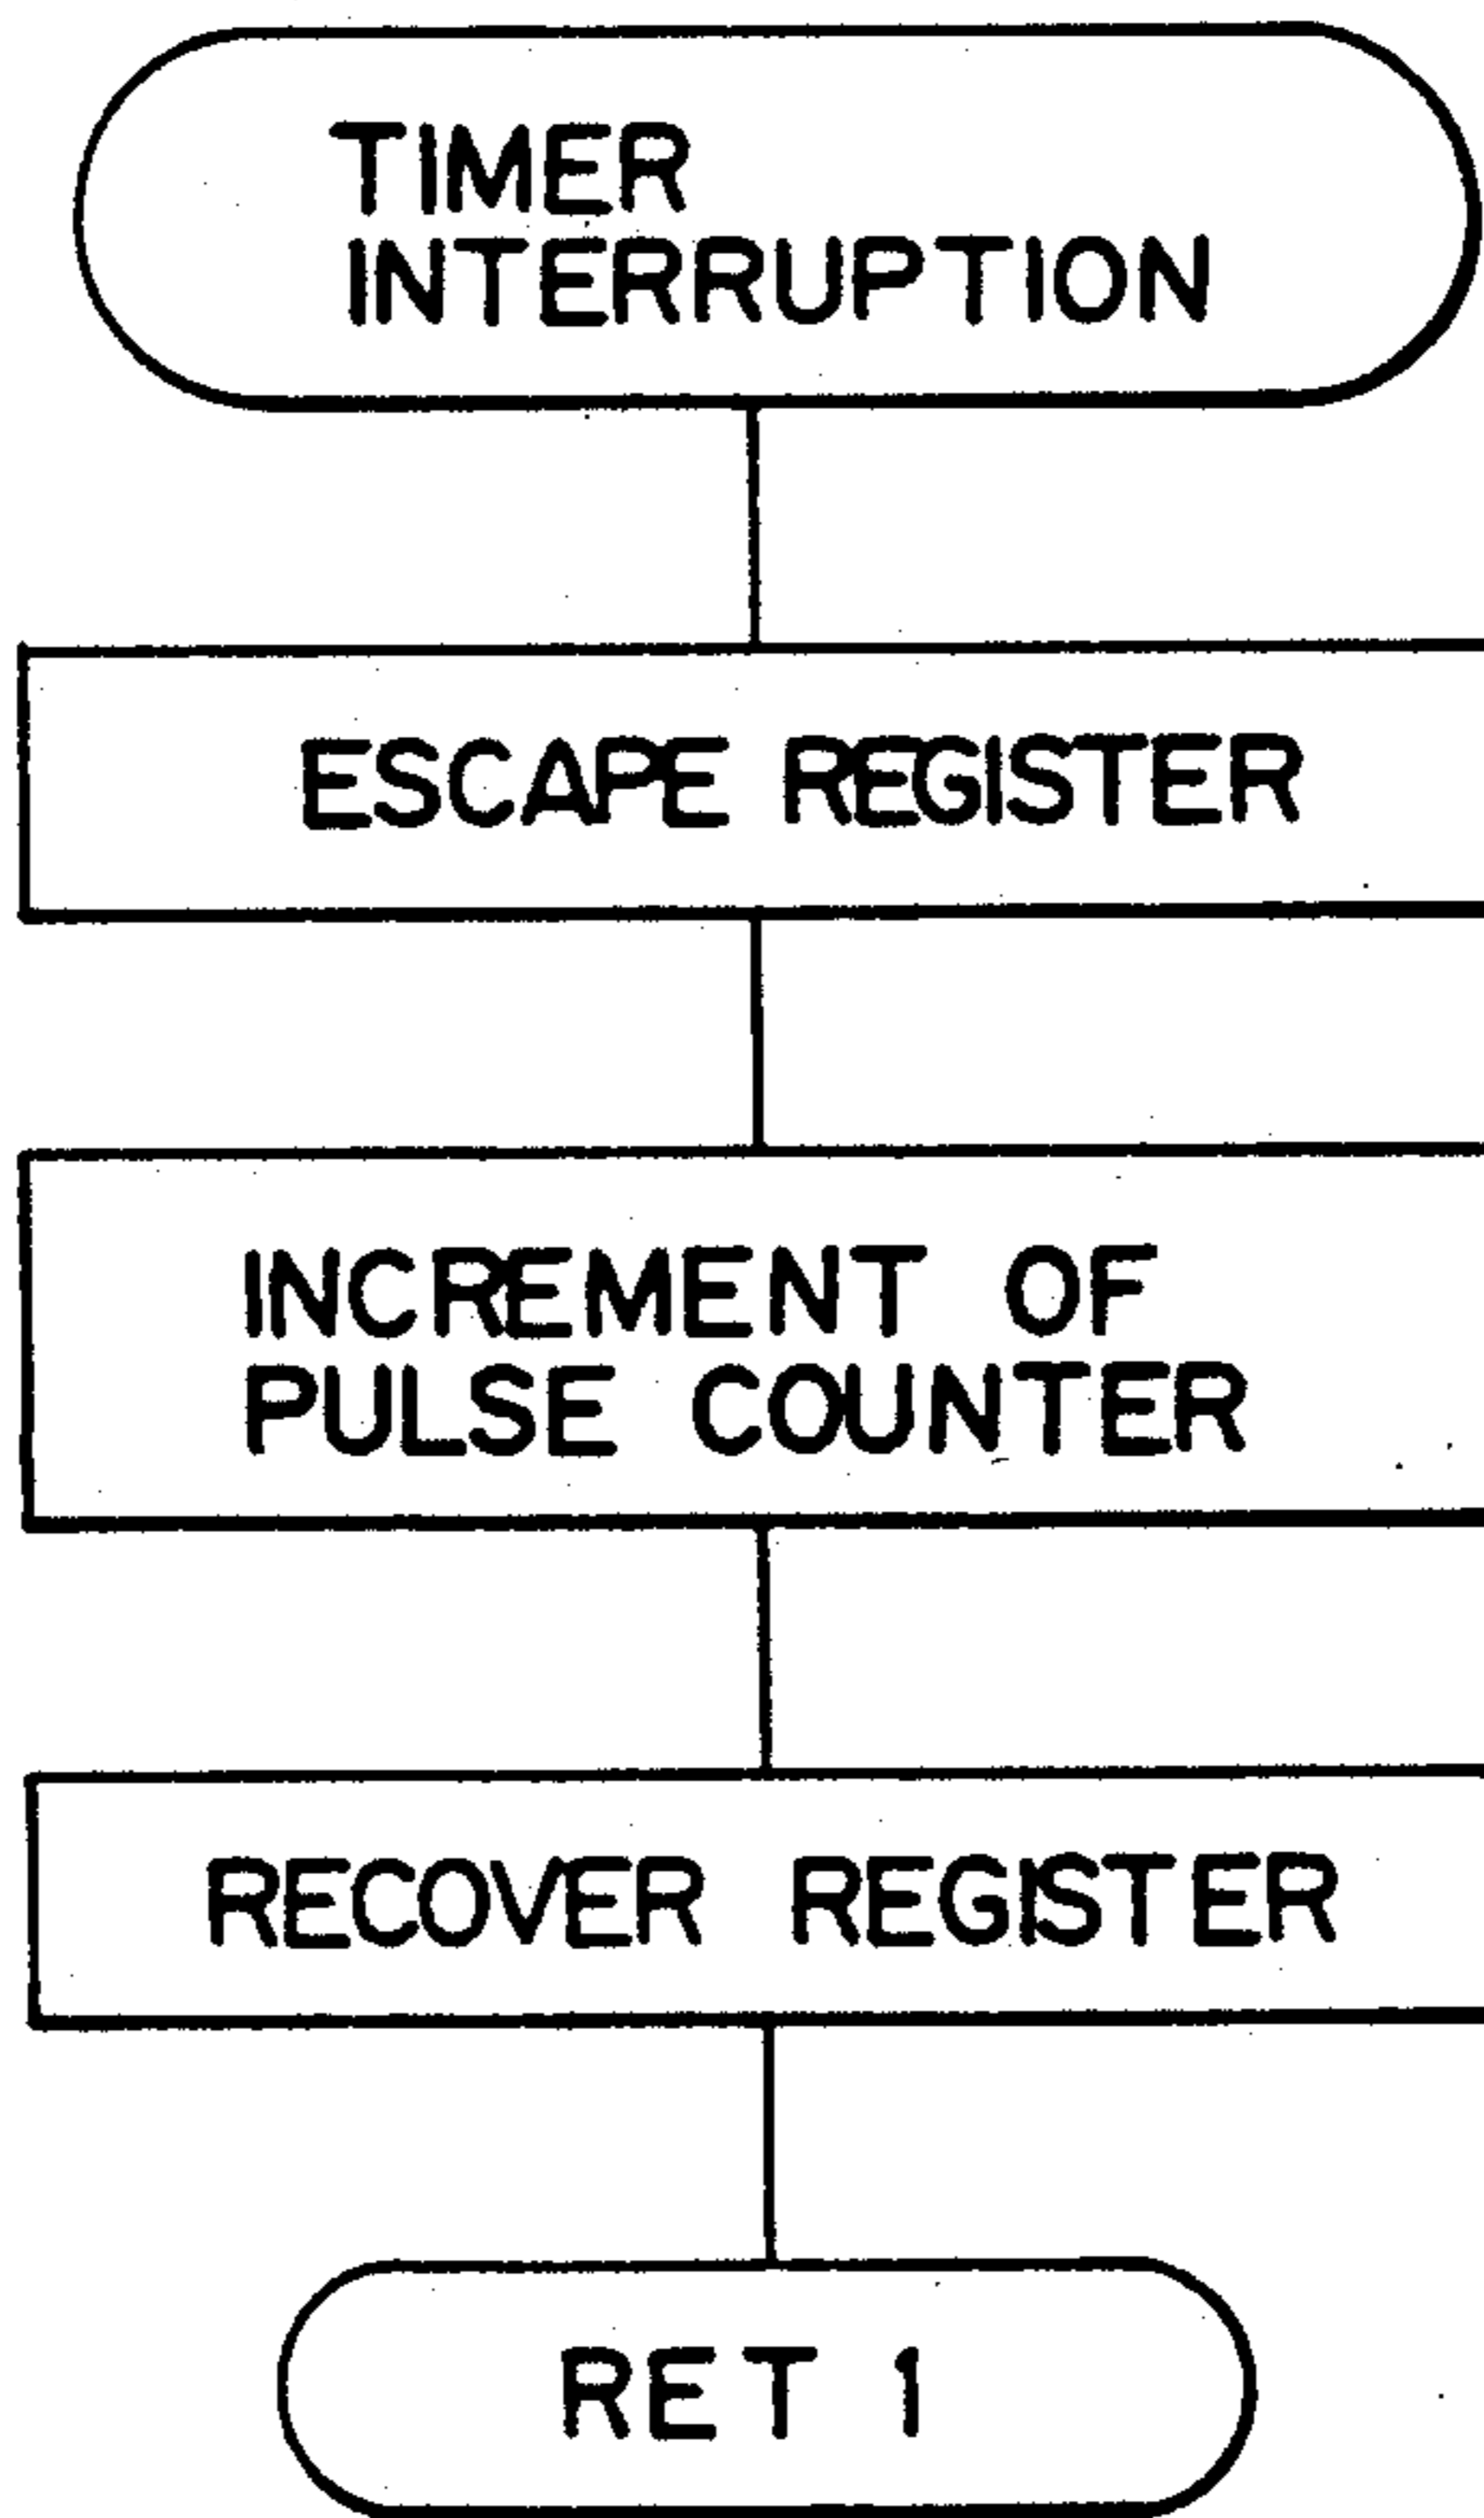 TIMER
INTERRUPTION
ESCAPE REGISTER
INCREMENT OF
PULSE COUNTER
RECOVER REGISTER
RET 1